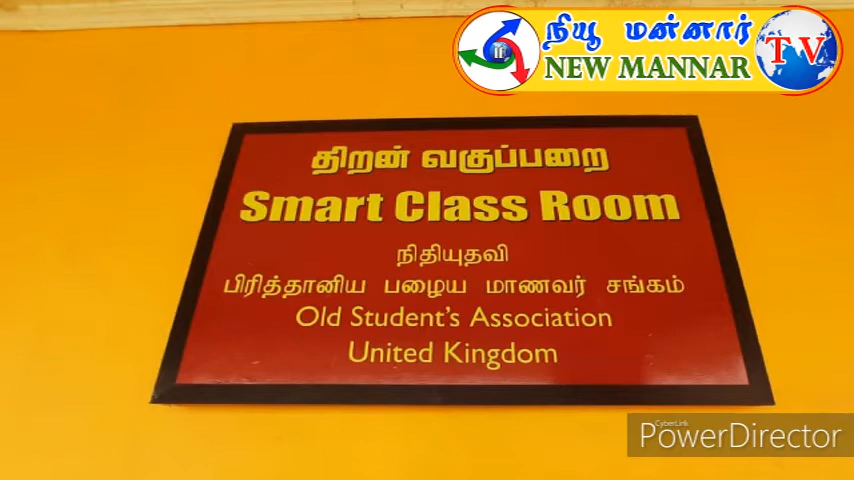 நியூ மன்னார்
NEW MANNAR
TV
திறன் வகுப்பறை
Smart Class Room
நிதியுதவி
பிரித்தானிய பழைய மாணவர் சங்கம்
Old Student's Association
United Kingdom
CyberLink
PowerDirector